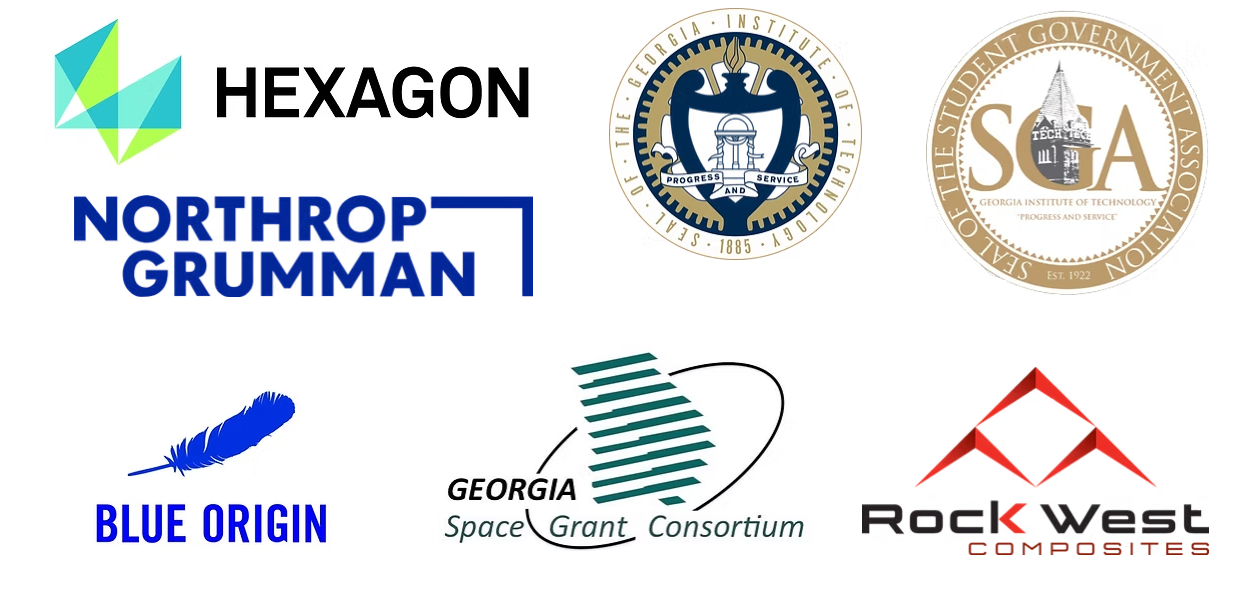 HEXAGON
NORTHROP
GRUMMAN
SEAL · OF · THE · GEORGIA · INSTITUTE · OF · TECHNOLOGY
PROGRESS AND SERVICE
· 1885 ·
SEAL OF THE STUDENT GOVERNMENT ASSOCIATION
TECH TECH
SGA
GEORGIA INSTITUTE OF TECHNOLOGY
"PROGRESS AND SERVICE"
EST. 1922
BLUE ORIGIN
GEORGIA
Space Grant Consortium
Rock West
COMPOSITES